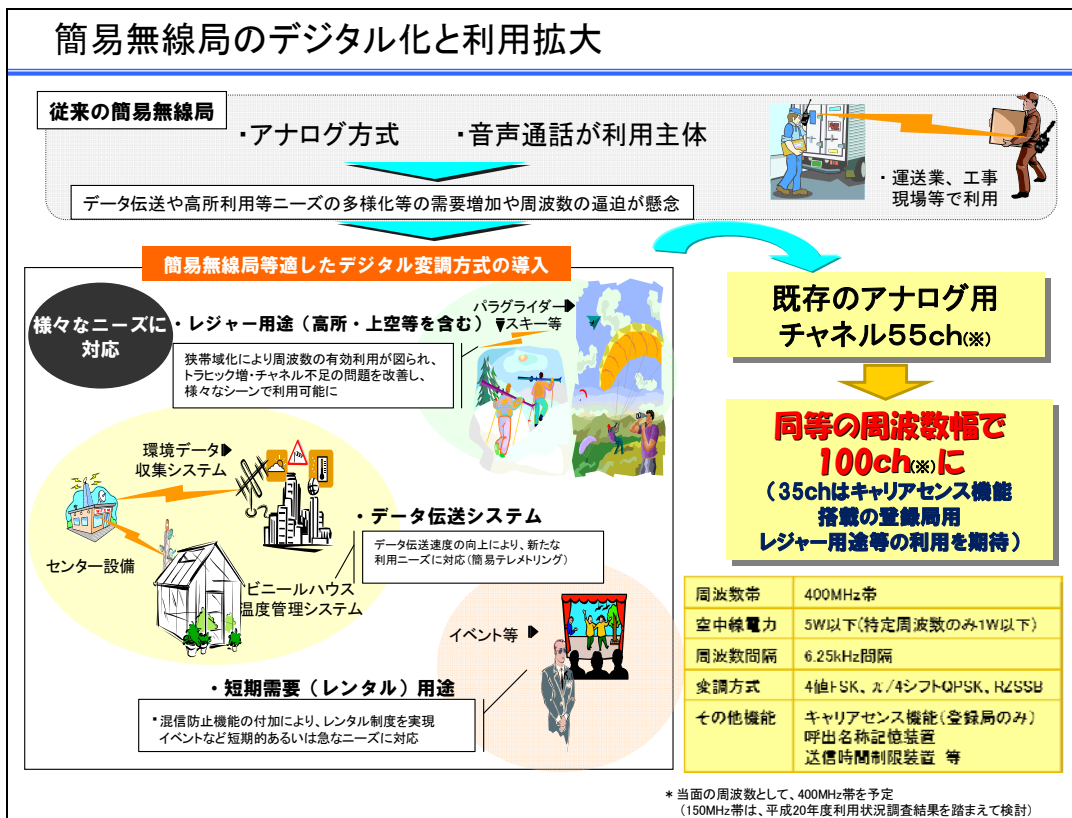 簡易無線局のデジタル化と利用拡大
従来の簡易無線局
・アナログ方式 ・音声通話が利用主体
・運送業、工事
現場等で利用
データ伝送や高所利用等ニーズの多様化等の需要増加や周波数の逼迫が懸念
簡易無線局等適したデジタル変調方式の導入
様々なニーズに
対応
・レジャー用途（高所・上空等を含む）
パラグライダー
スキー等
狭帯域化により周波数の有効利用が図られ、
トラヒック増・チャネル不足の問題を改善し、
様々なシーンで利用可能に
環境データ
収集システム
センター設備
ビニールハウス
温度管理システム
・データ伝送システム
データ伝送速度の向上により、新たな
利用ニーズに対応（簡易テレメトリング）
イベント等
・短期需要（レンタル）用途
・混信防止機能の付加により、レンタル制度を実現
イベントなど短期的あるいは急なニーズに対応
既存のアナログ用
チャネル55ch(※)
同等の周波数幅で
100ch(※)に
（35chはキャリアセンス機能
搭載の登録局用
レジャー用途等の利用を期待）
周波数帯 400MHz帯
空中線電力 5W以下(特定周波数のみ1W以下)
周波数間隔 6.25kHz間隔
変調方式 4値FSK、π/4シフトQPSK、RZSSB
その他機能 キャリアセンス機能(登録局のみ)
呼出名称記憶装置
送信時間制限装置 等
* 当面の周波数として、400MHz帯を予定
（150MHz帯は、平成20年度利用状況調査結果を踏まえて検討）